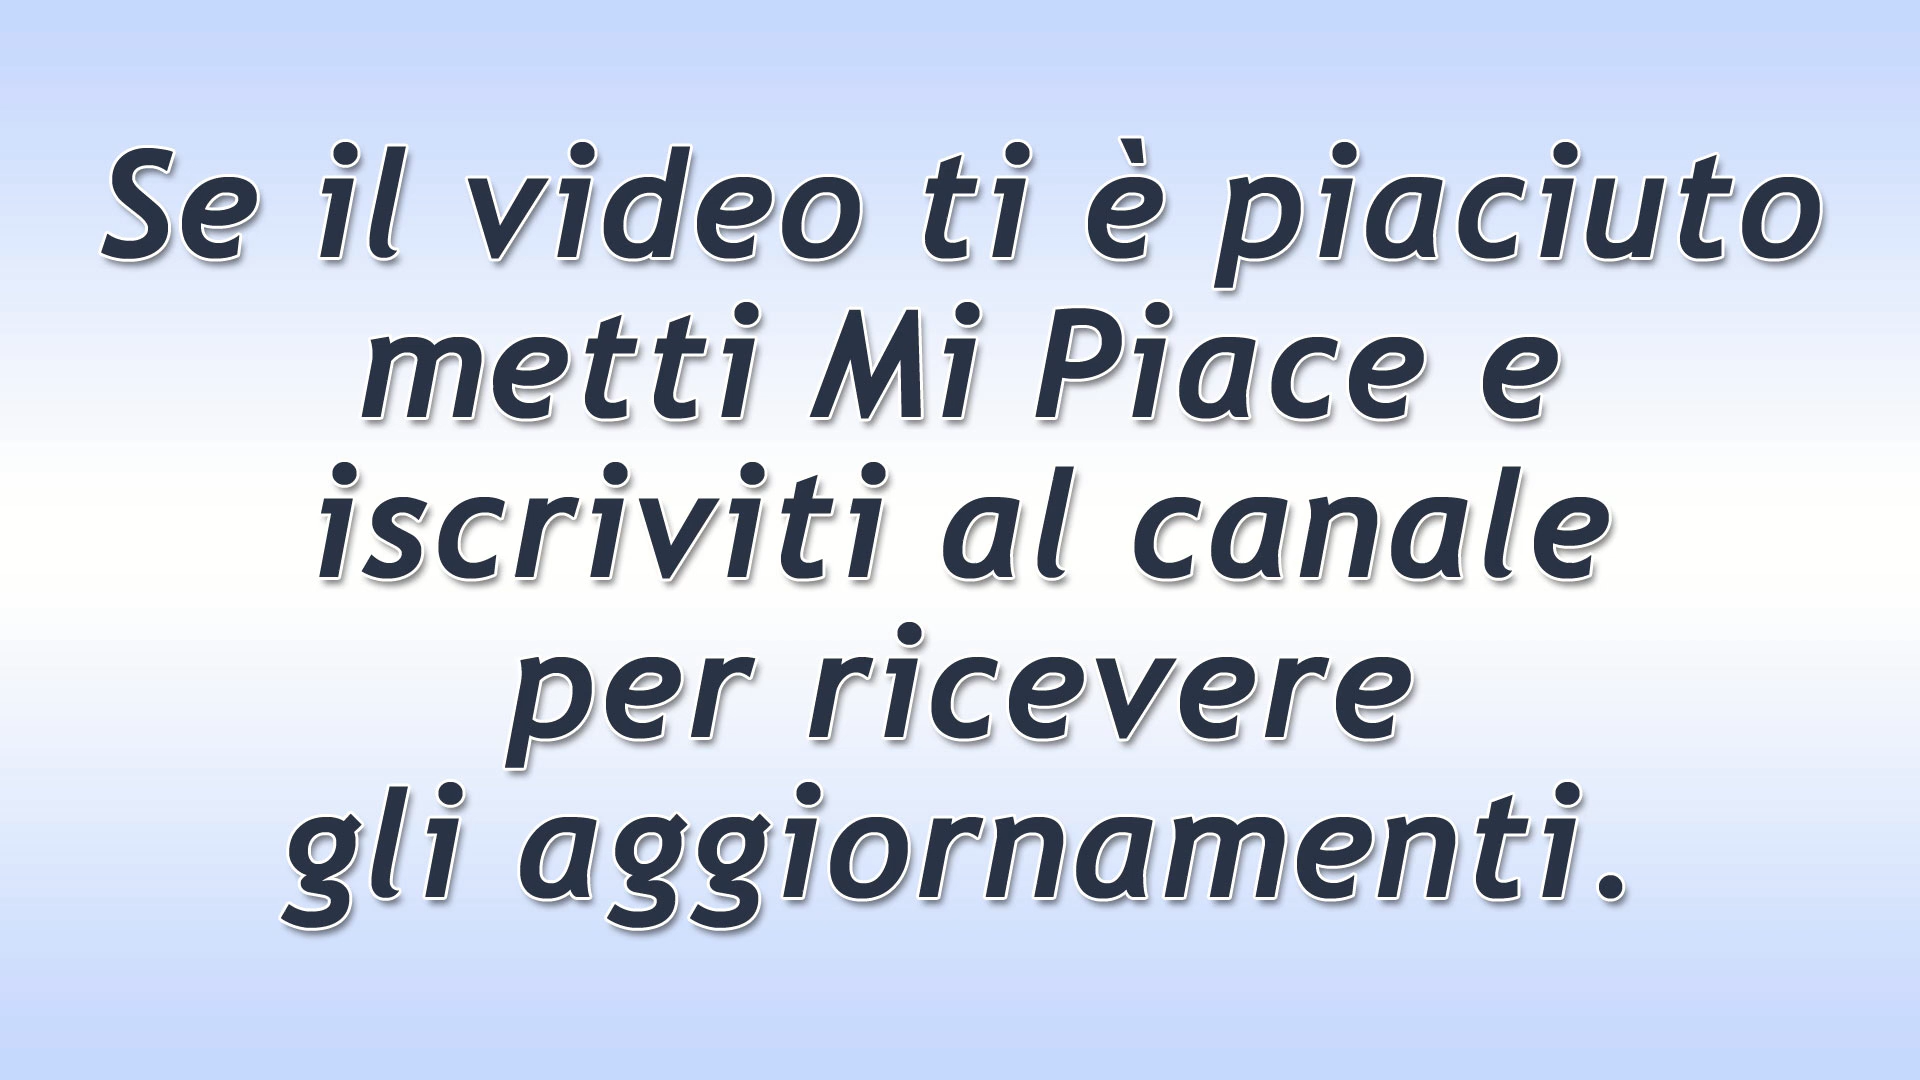 Se il video ti è piaciuto
metti Mi Piace e
iscriviti al canale
per ricevere
gli aggiornamenti.